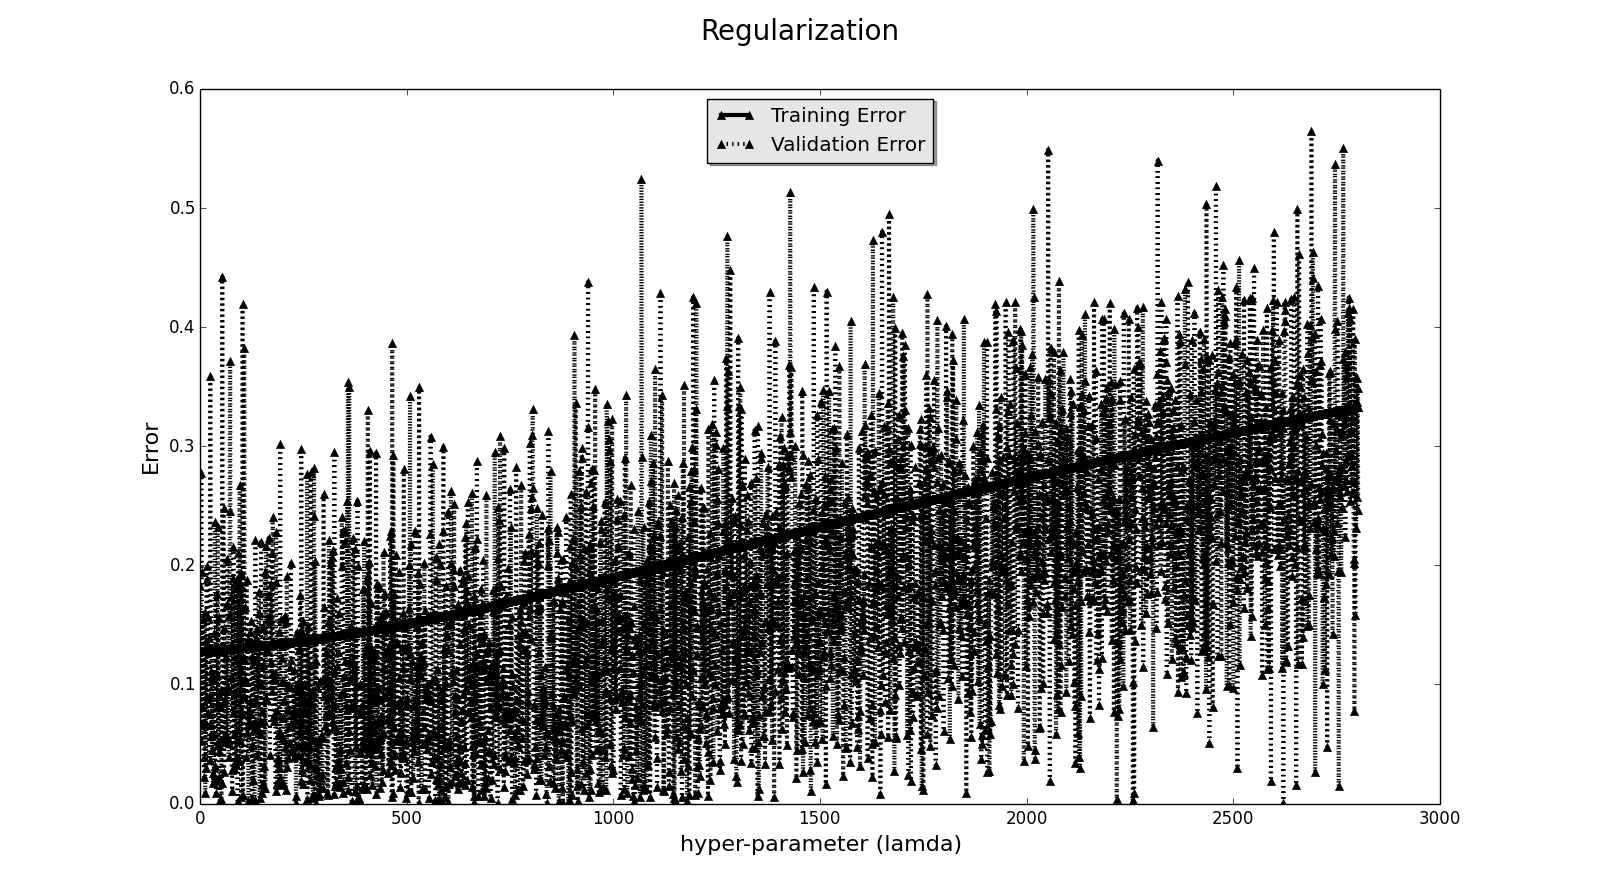 Regularization
0.6
0.5
0.4
0.3
0.2
0.1
0.0
Error
Training Error
Validation Error
0 500 1000 1500 2000 2500 3000
hyper-parameter (lamda)